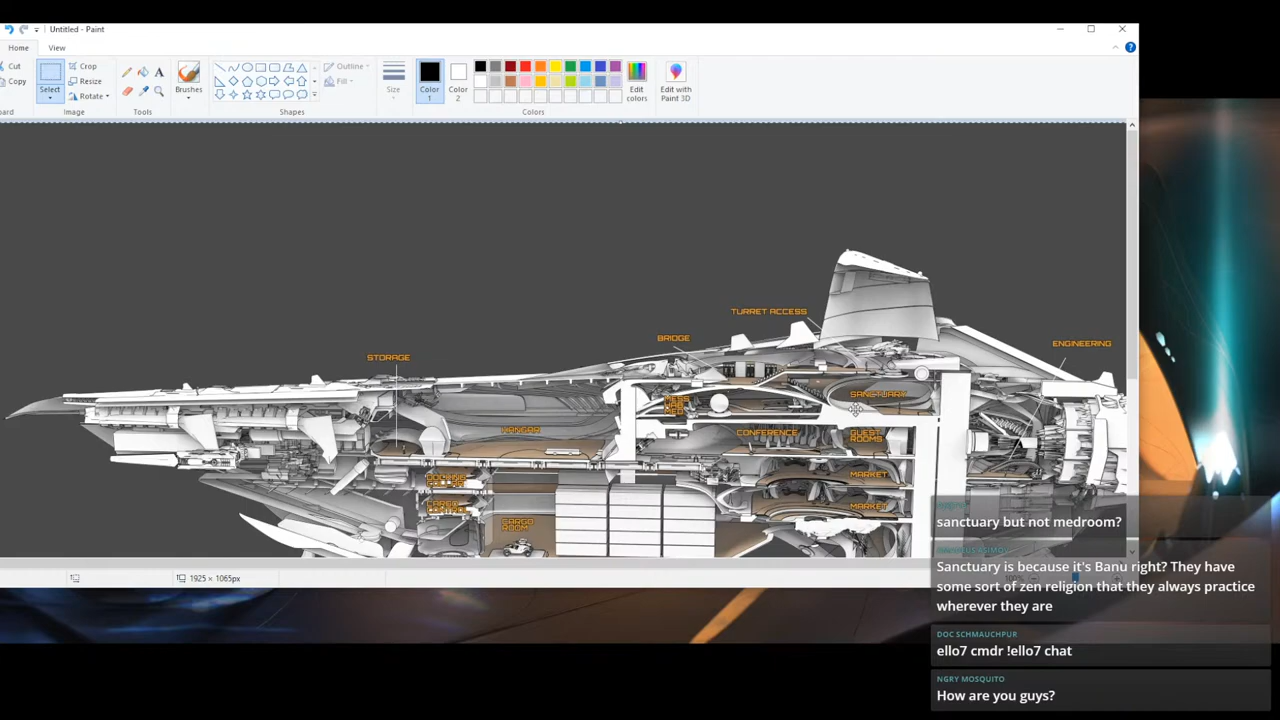 Untitled - Paint
Home
View
Cut
Copy
Select
Crop
Resize
Rotate
Brushes
Outline
Fill
Size
Color 1
Color 2
Edit colors
Edit with Paint 3D
Image
Tools
Shapes
Colors
TURRET ACCESS
BRIDGE
ENGINEERING
STORAGE
SANCTUARY
MESS
HANGAR
CONFERENCE
GUEST
ROOMS
MARKET
CARGO
CONTROL
MARKET
CARGO
ROOM
sanctuary but not medroom?
Sanctuary is because it's Banu right? They have
some sort of zen religion that they always practice
wherever they are
DOC SCHMAUCHPUR
ello7 cmdr !ello7 chat
NGRY MOSQUITO
How are you guys?
1925 × 1065px